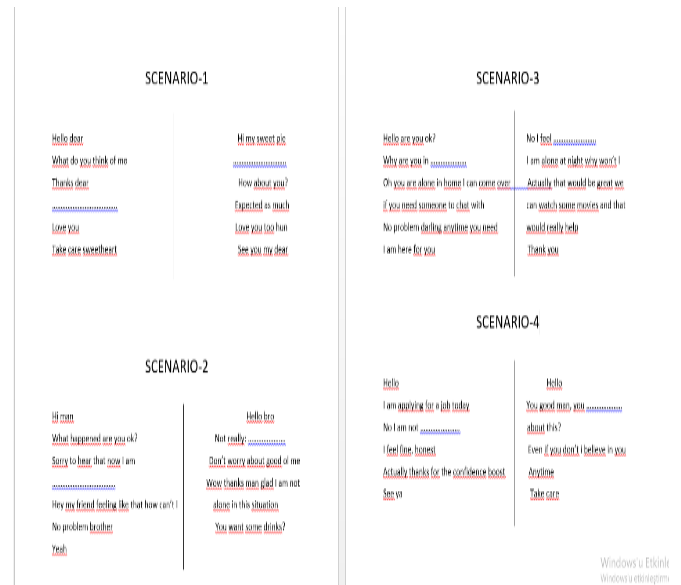 SCENARIO-1
Hello dear
Hi my sweet pie
What do you think of me
.....................
Thanks dear
How about you?
.........................
Expected as much
Love you
Love you too hun
Take care sweetheart
See you my dear
SCENARIO-2
Hi man
Hello bro
What happened are you ok?
Not really: ...............
Sorry to hear that now I am
Don't worry about good ol me
.........................
Wow thanks man glad I am not
Hey my friend feeling like that how can't I
alone in this situation
No problem brother
You want some drinks?
Yeah
SCENARIO-3
Hello are you ok?
No I feel .................
Why are you in ..............
I am alone at night why won't I
Oh you are alone in home I can come over
Actually that would be great we
if you need someone to chat with
can watch some movies and that
No problem darling anytime you need
would really help
I am here for you
Thank you
SCENARIO-4
Hello
Hello
I am applying for a job today
You good man, you ..............
No I am not ................
about this?
I feel fine, honest
Even if you don't I believe in you
Actually thanks for the confidence boost
Anytime
See ya
Take care
Windows'u Etkinle
Windows'u etkinleştirme